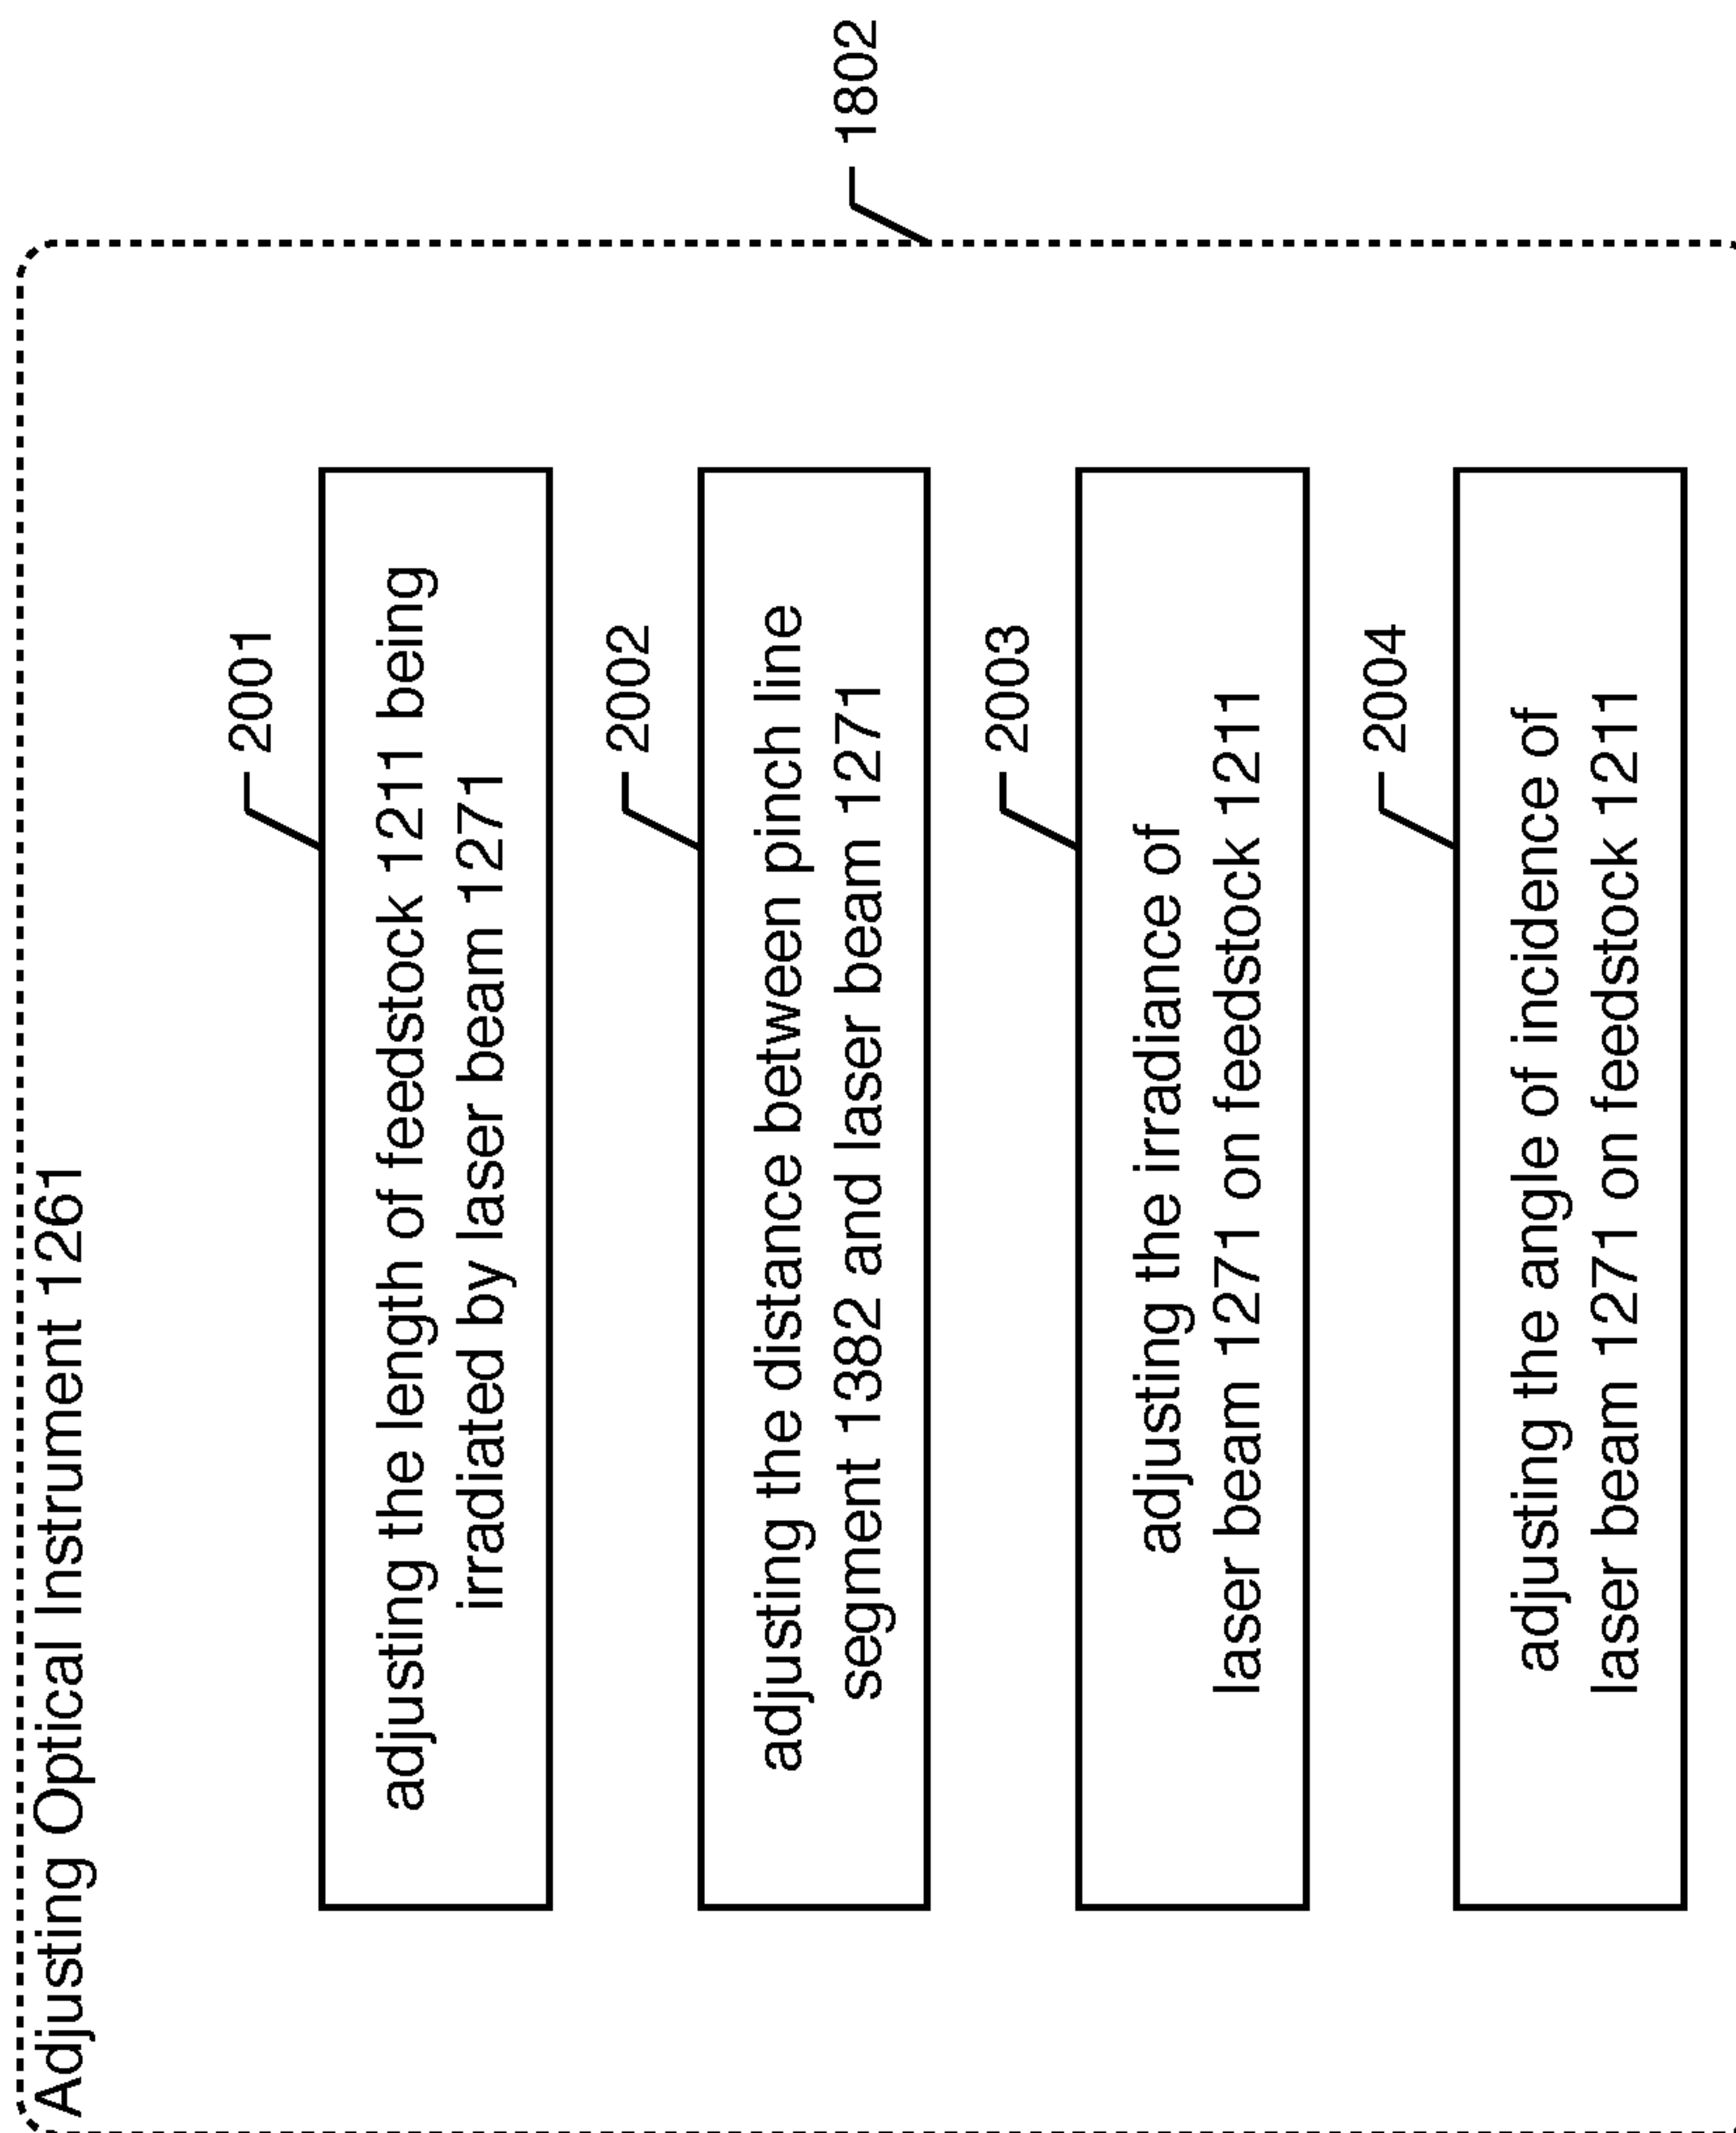 Adjusting Optical Instrument 1261
2001
adjusting the length of feedstock 1211 being
irradiated by laser beam 1271
2002
adjusting the distance between pinch line
segment 1382 and laser beam 1271
1802
2003
adjusting the irradiance of
laser beam 1271 on feedstock 1211
2004
adjusting the angle of incidence of
laser beam 1271 on feedstock 1211